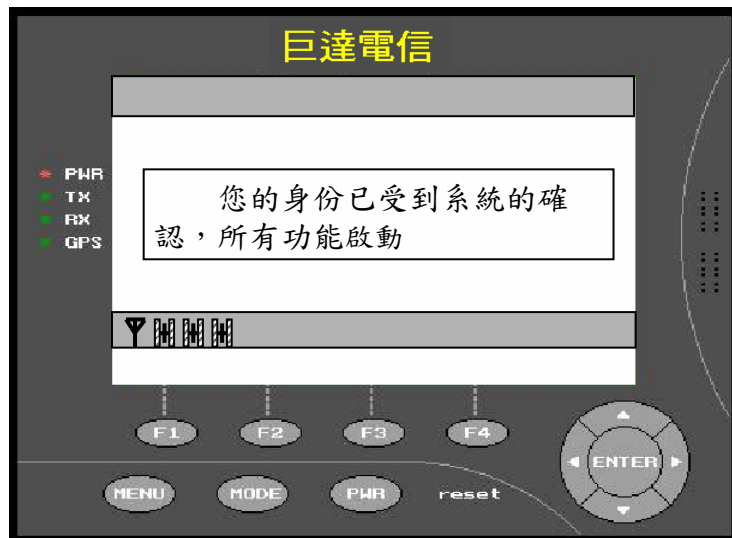 巨達電信
PWR
TX
RX
GPS
您的身份已受到系統的確
認，所有功能啟動
F1 F2 F3 F4
ENTER
MENU MODE PWR reset